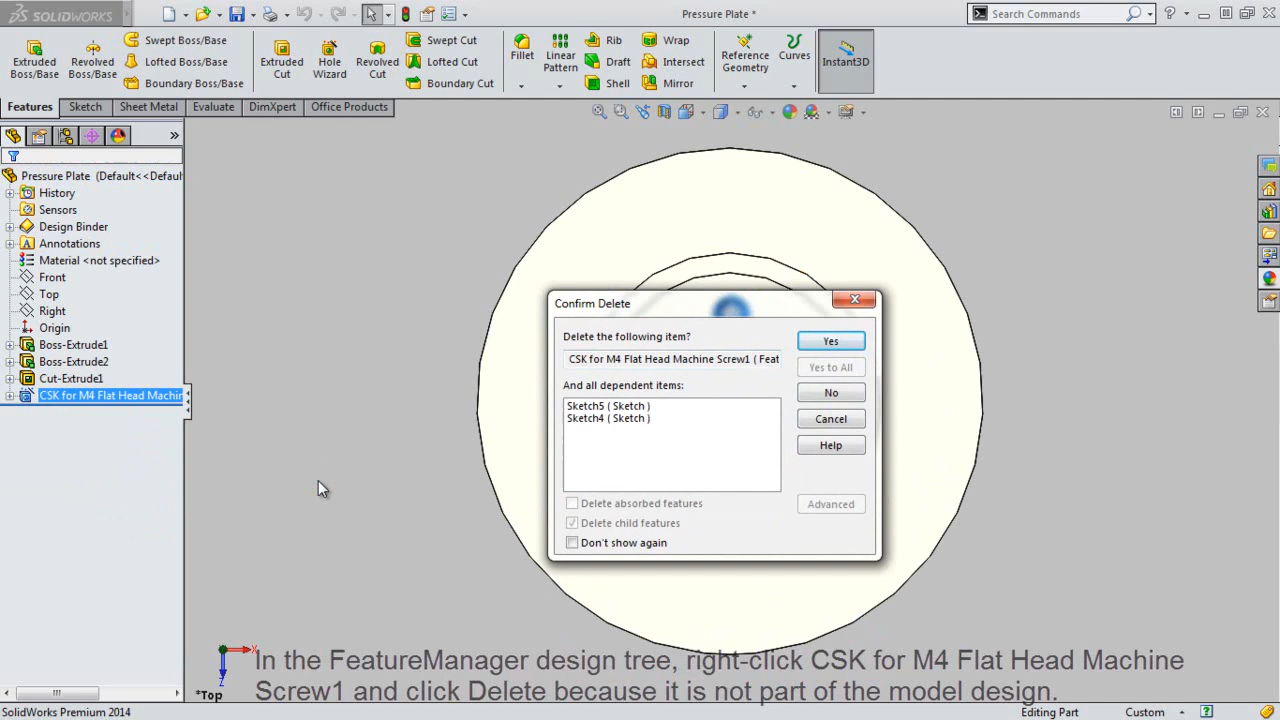 SOLIDWORKS
Pressure Plate *
Search Commands
Extruded Boss/Base
Revolved Boss/Base
Swept Boss/Base
Lofted Boss/Base
Boundary Boss/Base
Extruded Cut
Hole Wizard
Revolved Cut
Swept Cut
Lofted Cut
Boundary Cut
Fillet
Linear Pattern
Rib
Draft
Shell
Wrap
Intersect
Mirror
Reference Geometry
Curves
Instant3D
Features
Sketch
Sheet Metal
Evaluate
DimXpert
Office Products
Pressure Plate (Default<<Defaul
History
Sensors
Design Binder
Annotations
Material <not specified>
Front
Top
Right
Origin
Boss-Extrude1
Boss-Extrude2
Cut-Extrude1
CSK for M4 Flat Head Machin
Confirm Delete
Delete the following item?
CSK for M4 Flat Head Machine Screw1 ( Feat
And all dependent items:
Sketch5 ( Sketch )
Sketch4 ( Sketch )
Delete absorbed features
Delete child features
Don't show again
Yes
Yes to All
No
Cancel
Help
Advanced
X
Z
*Top
In the FeatureManager design tree, right-click CSK for M4 Flat Head Machine
Screw1 and click Delete because it is not part of the model design.
SolidWorks Premium 2014
Editing Part
Custom